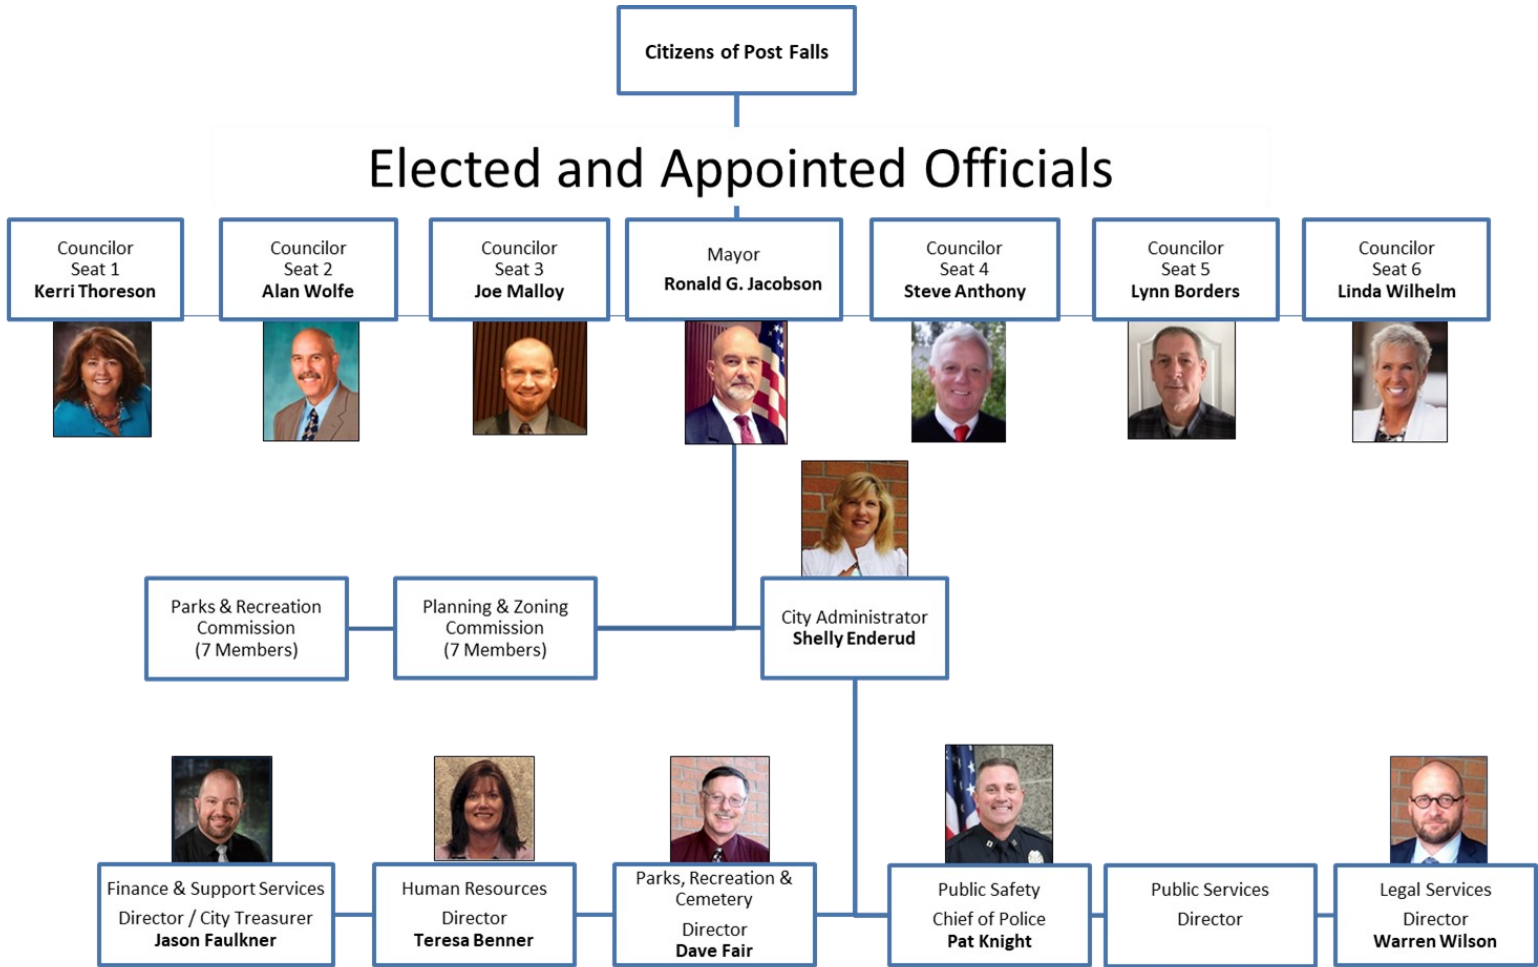 Citizens of Post Falls
Elected and Appointed Officials
Councilor
Seat 1
Kerri Thoreson
Councilor
Seat 2
Alan Wolfe
Councilor
Seat 3
Joe Malloy
Mayor
Ronald G. Jacobson
Councilor
Seat 4
Steve Anthony
Councilor
Seat 5
Lynn Borders
Councilor
Seat 6
Linda Wilhelm
Parks & Recreation
Commission
(7 Members)
Planning & Zoning
Commission
(7 Members)
City Administrator
Shelly Enderud
Finance & Support Services
Director / City Treasurer
Jason Faulkner
Human Resources
Director
Teresa Benner
Parks, Recreation &
Cemetery
Director
Dave Fair
Public Safety
Chief of Police
Pat Knight
Public Services
Director
Legal Services
Director
Warren Wilson